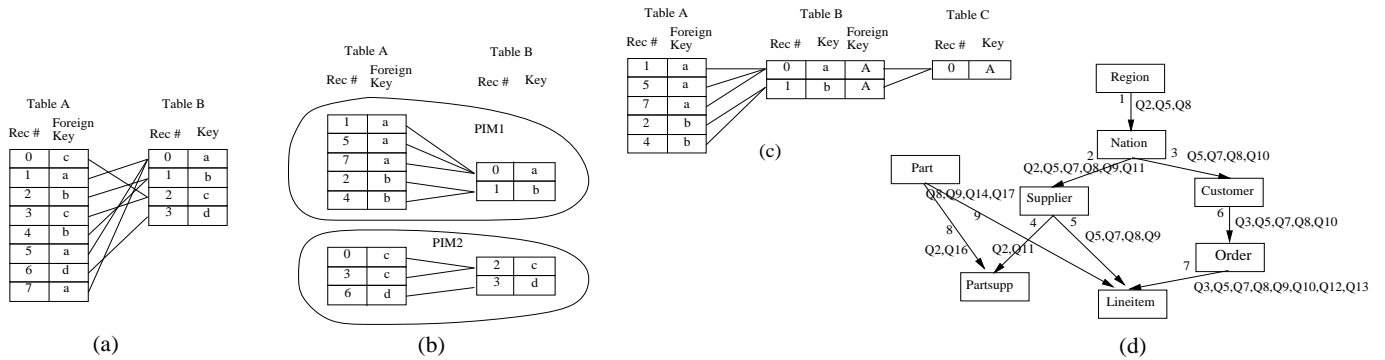 Table A
Table B
Rec #
Foreign
Key
Rec #
Key
0 c
1 a
2 b
3 c
4 b
5 a
6 d
7 a
0 a
1 b
2 c
3 d
(a)
Table A
Table B
Rec #
Foreign
Key
Rec #
Key
PIM1
1 a
5 a
7 a
2 b
4 b
0 a
1 b
PIM2
0 c
3 c
6 d
2 c
3 d
(b)
Table A
Table B
Table C
Rec #
Foreign
Key
Rec #
Key
Foreign
Key
Rec #
Key
1 a
5 a
7 a
2 b
4 b
0 a A
1 b A
0 A
(c)
Region
1
Q2,Q5,Q8
Nation
2
3
Q2,Q5,Q7,Q8,Q9,Q11
Q5,Q7,Q8,Q10
Part
Supplier
Customer
Q8,Q9,Q14,Q17
8
9
4
5
6
Q3,Q5,Q7,Q8,Q10
Q2,Q16
Q2,Q11
Q5,Q7,Q8,Q9
Order
7
Partsupp
Lineitem
Q3,Q5,Q7,Q8,Q9,Q10,Q12,Q13
(d)